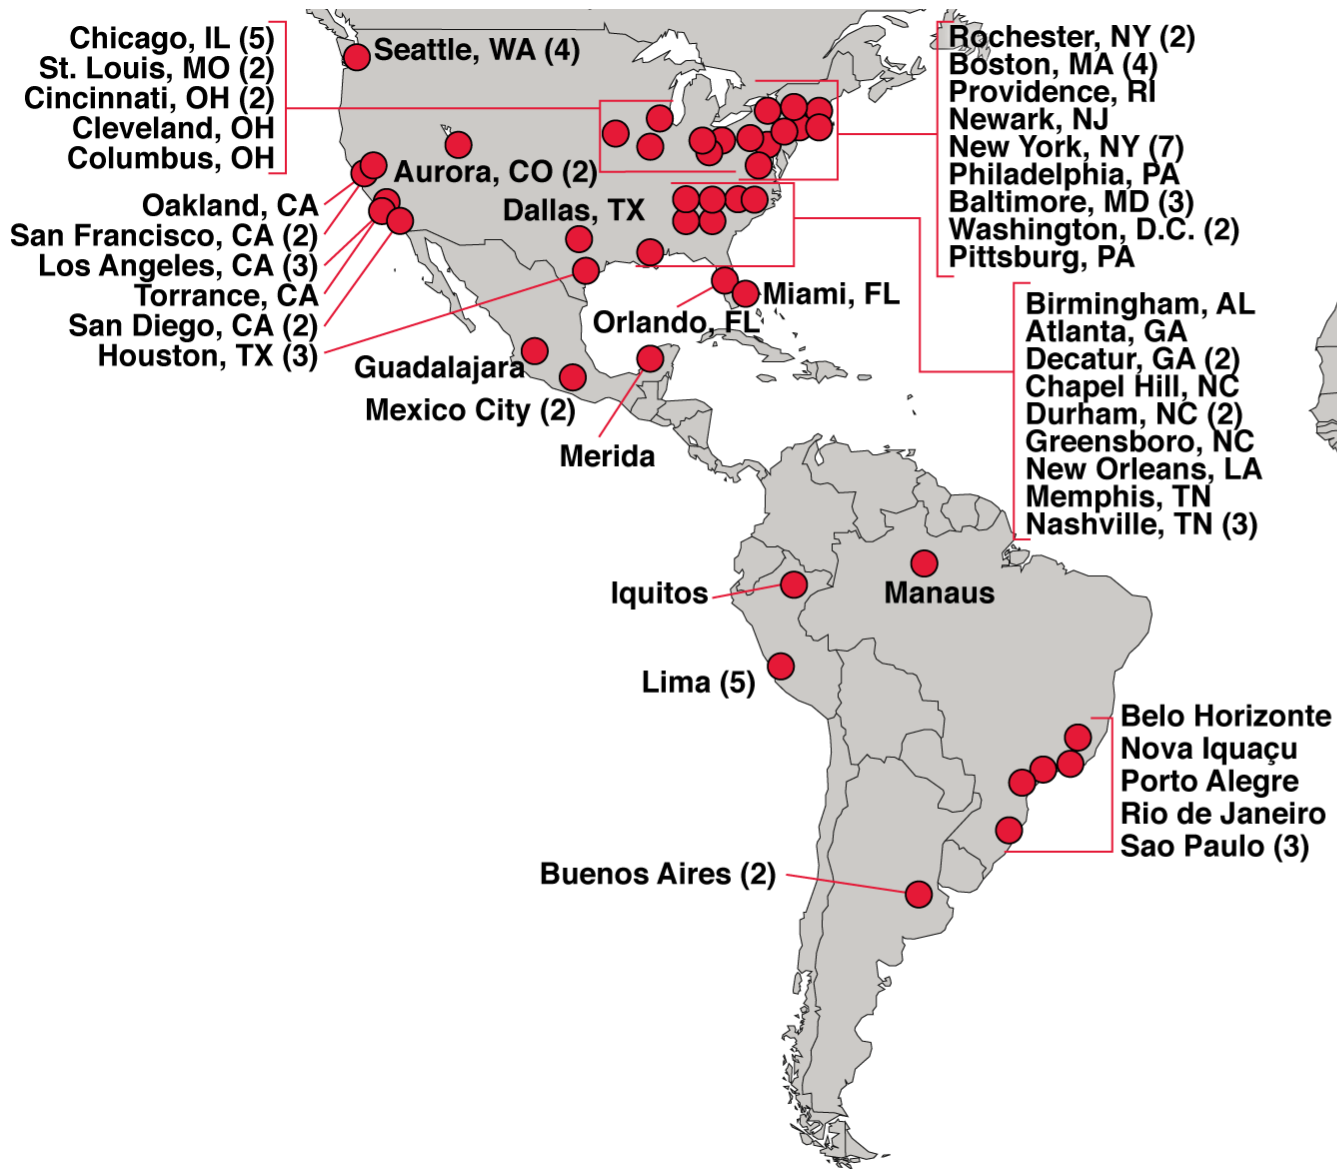 Chicago, IL (5)
St. Louis, MO (2)
Cincinnati, OH (2)
Cleveland, OH
Columbus, OH
Seattle, WA (4)
Rochester, NY (2)
Boston, MA (4)
Providence, RI
Newark, NJ
New York, NY (7)
Philadelphia, PA
Baltimore, MD (3)
Washington, D.C. (2)
Pittsburg, PA
Aurora, CO (2)
Dallas, TX
Oakland, CA
San Francisco, CA (2)
Los Angeles, CA (3)
Torrance, CA
San Diego, CA (2)
Houston, TX (3)
Miami, FL
Orlando, FL
Birmingham, AL
Atlanta, GA
Decatur, GA (2)
Chapel Hill, NC
Durham, NC (2)
Greensboro, NC
New Orleans, LA
Memphis, TN
Nashville, TN (3)
Guadalajara
Mexico City (2)
Merida
Iquitos
Manaus
Lima (5)
Belo Horizonte
Nova Iquaçu
Porto Alegre
Rio de Janeiro
Sao Paulo (3)
Buenos Aires (2)